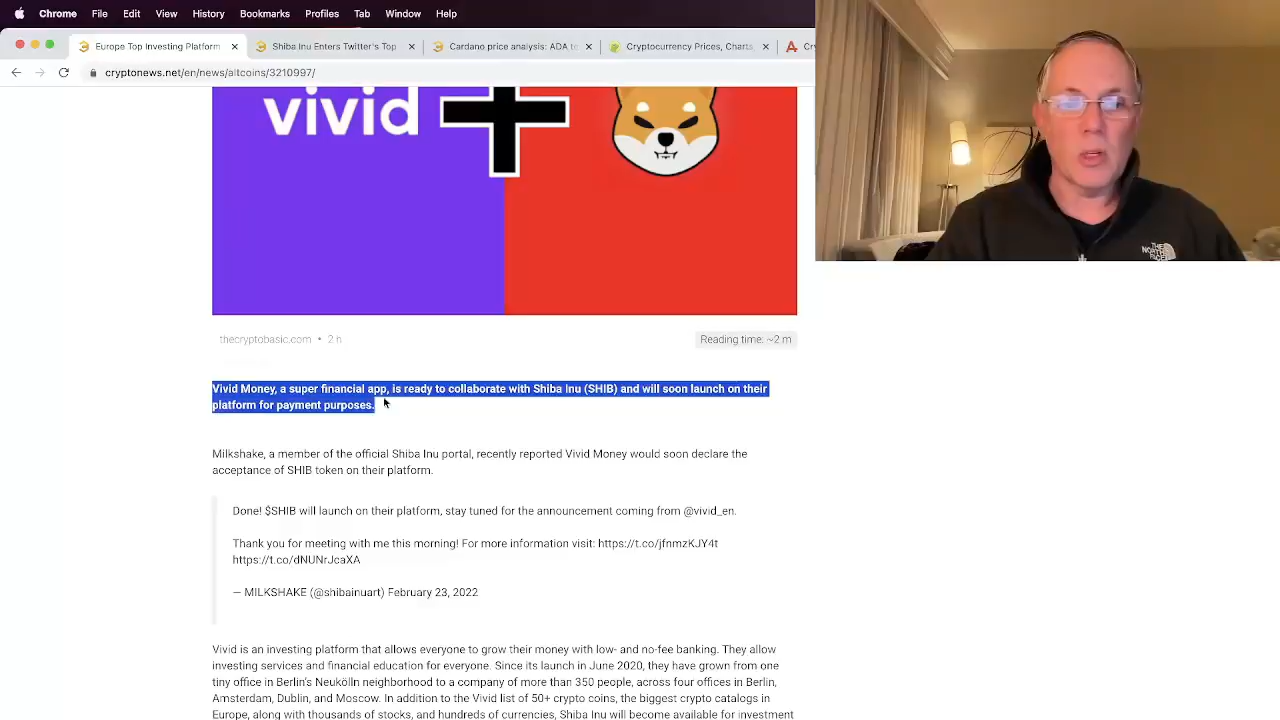 Chrome File Edit View History Bookmarks Profiles Tab Window Help
Europe Top Investing Platform Shiba Inu Enters Twitter's Top Cardano price analysis: ADA te Cryptocurrency Prices, Charts Cr
cryptonews.net/en/news/altcoins/3210997/
vivid
thecryptobasic.com • 2 h Reading time: ~2 m
Vivid Money, a super financial app, is ready to collaborate with Shiba Inu (SHIB) and will soon launch on their
platform for payment purposes.
Milkshake, a member of the official Shiba Inu portal, recently reported Vivid Money would soon declare the
acceptance of SHIB token on their platform.
Done! $SHIB will launch on their platform, stay tuned for the announcement coming from @vivid_en.
Thank you for meeting with me this morning! For more information visit: https://t.co/jfnmzKJY4t
https://t.co/dNUNrJcaXA
— MILKSHAKE (@shibainuart) February 23, 2022
Vivid is an investing platform that allows everyone to grow their money with low- and no-fee banking. They allow
investing services and financial education for everyone. Since its launch in June 2020, they have grown from one
tiny office in Berlin's Neukölln neighborhood to a company of more than 350 people, across four offices in Berlin,
Amsterdam, Dublin, and Moscow. In addition to the Vivid list of 50+ crypto coins, the biggest crypto catalogs in
Europe, along with thousands of stocks, and hundreds of currencies, Shiba Inu will become available for investment
THE
NORTH
FACE